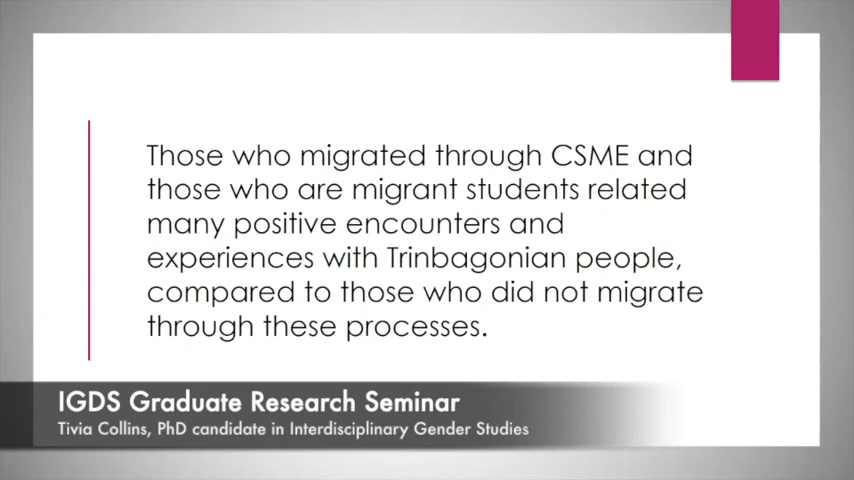 Those who migrated through CSME and
those who are migrant students related
many positive encounters and
experiences with Trinbagonian people,
compared to those who did not migrate
through these processes.
IGDS Graduate Research Seminar
Tivia Collins, PhD candidate in Interdisciplinary Gender Studies